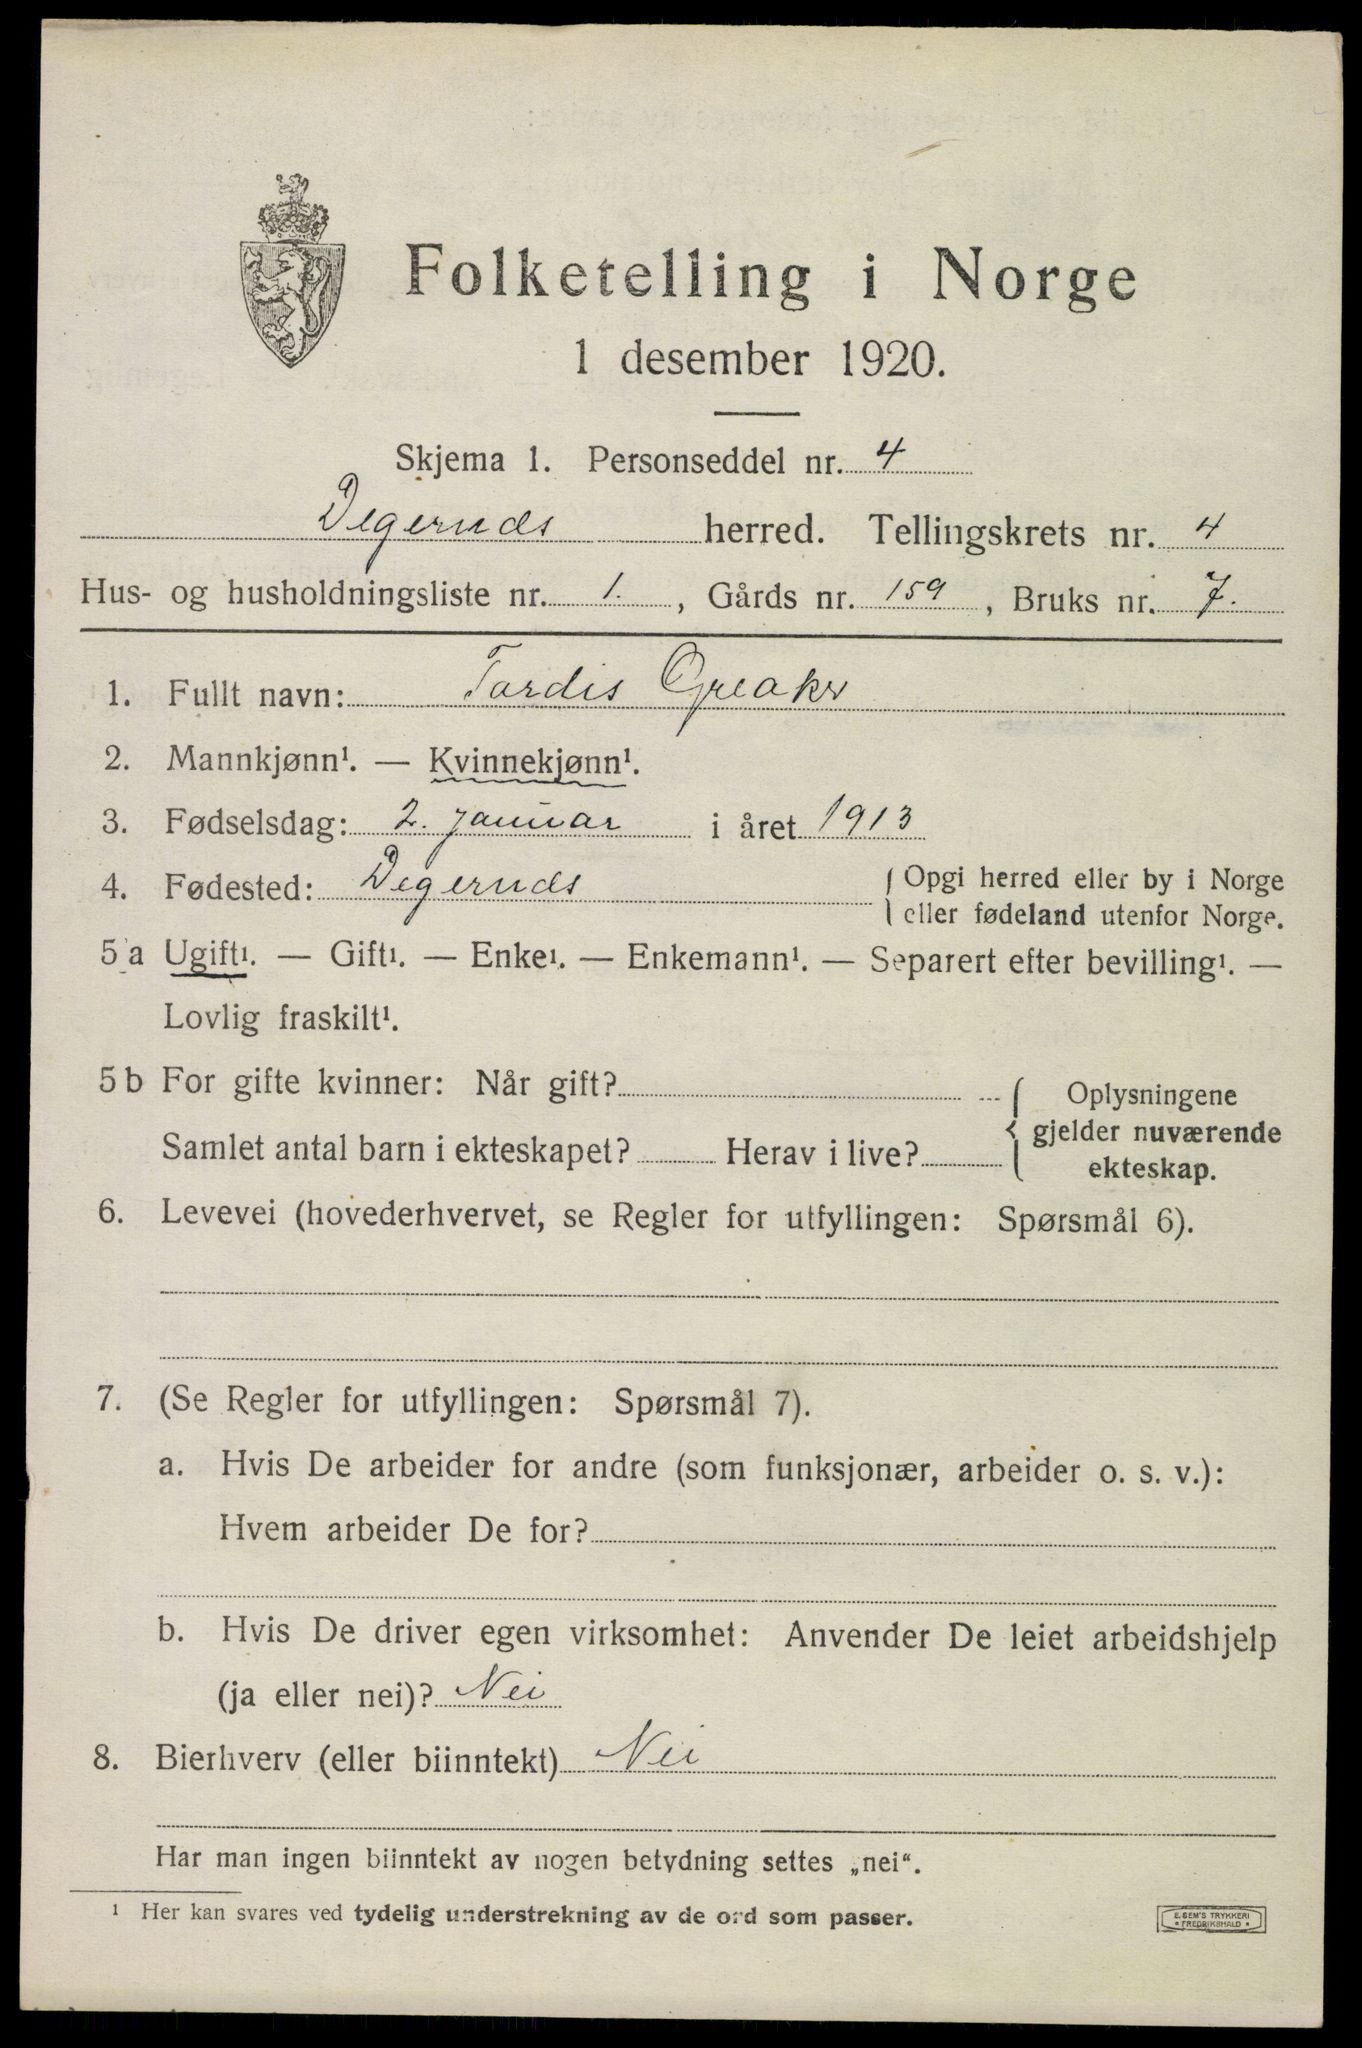 Folketelling i Norge
1 desember 1920.
Skjema 1. Personseddel nr. 4
Degernds herred. Tellingskrets nr. 4
Hus- og husholdningsliste nr. 1., Gårds nr. 159, Bruks nr. 7.
1. Fullt navn: Tordis Greaker
2. Mannkjønn¹. — Kvinnekjønn¹.
3. Fødselsdag: 2. januar i året 1913
4. Fødested: Degernds { Opgi herred eller by i Norge
eller fødeland utenfor Norge.
5 a Ugift¹. — Gift¹. — Enke¹. — Enkemann¹. — Separert efter bevilling¹. —
Lovlig fraskilt¹.
5 b For gifte kvinner: Når gift? { Oplysningene
Samlet antal barn i ekteskapet? Herav i live? gjelder nuværende
ekteskap.
6. Levevei (hovederhvervet, se Regler for utfyllingen: Spørsmål 6).
7. (Se Regler for utfyllingen: Spørsmål 7).
a. Hvis De arbeider for andre (som funksjonær, arbeider o. s. v.):
Hvem arbeider De for?
b. Hvis De driver egen virksomhet: Anvender De leiet arbeidshjelp
(ja eller nei)? Nei
8. Bierhverv (eller biinntekt) Nei
Har man ingen biinntekt av nogen betydning settes „nei“.
¹ Her kan svares ved tydelig understrekning av de ord som passer.
E. SEM'S TRYKKERI
* FREDRIKSHALD *